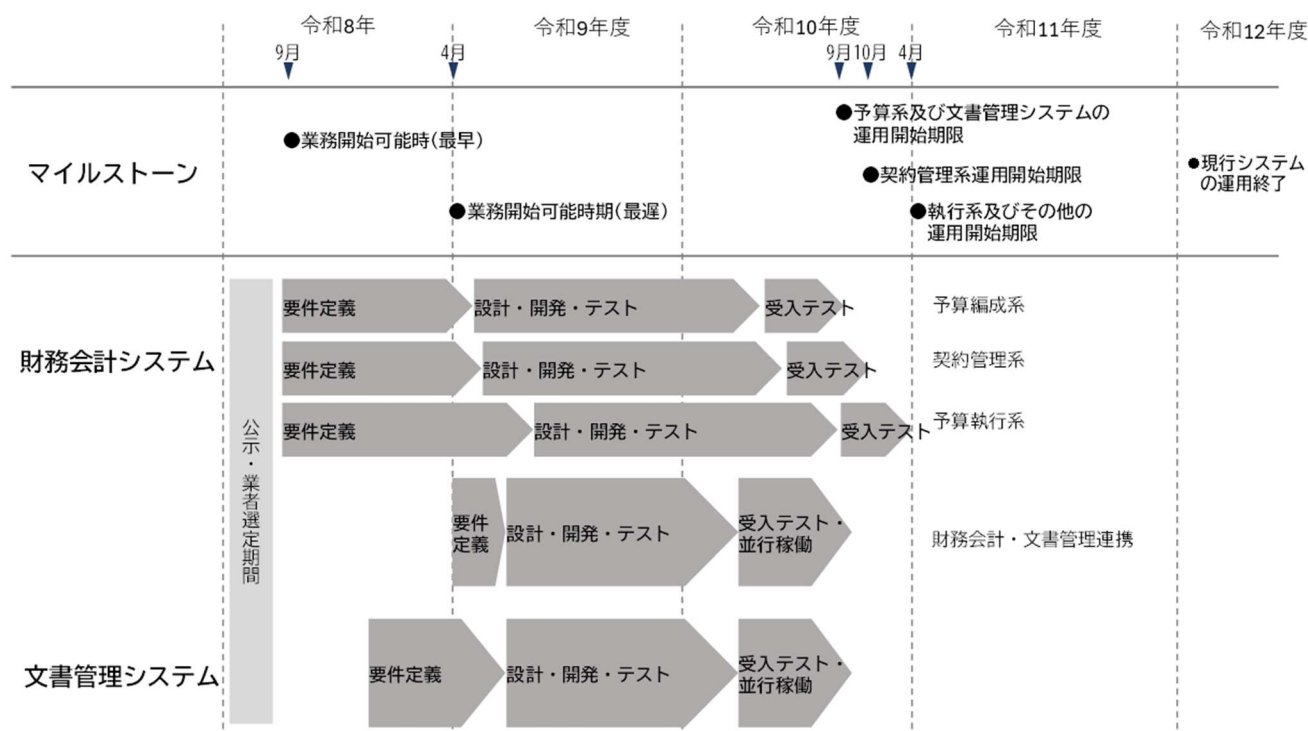 令和8年
令和9年度
令和10年度
令和11年度
令和12年度
9月
4月
9月
10月
4月
マイルストーン
●業務開始可能時(最早)
●業務開始可能時期(最遅)
●予算系及び文書管理システムの
運用開始期限
●契約管理系運用開始期限
●執行系及びその他の
運用開始期限
●現行システム
の運用終了
財務会計システム
公示・業者選定期間
要件定義
設計・開発・テスト
受入テスト
予算編成系
要件定義
設計・開発・テスト
受入テスト
契約管理系
要件定義
設計・開発・テスト
受入テスト
予算執行系
要件
定義
設計・開発・テスト
受入テスト・
並行稼働
財務会計・文書管理連携
文書管理システム
要件定義
設計・開発・テスト
受入テスト・
並行稼働